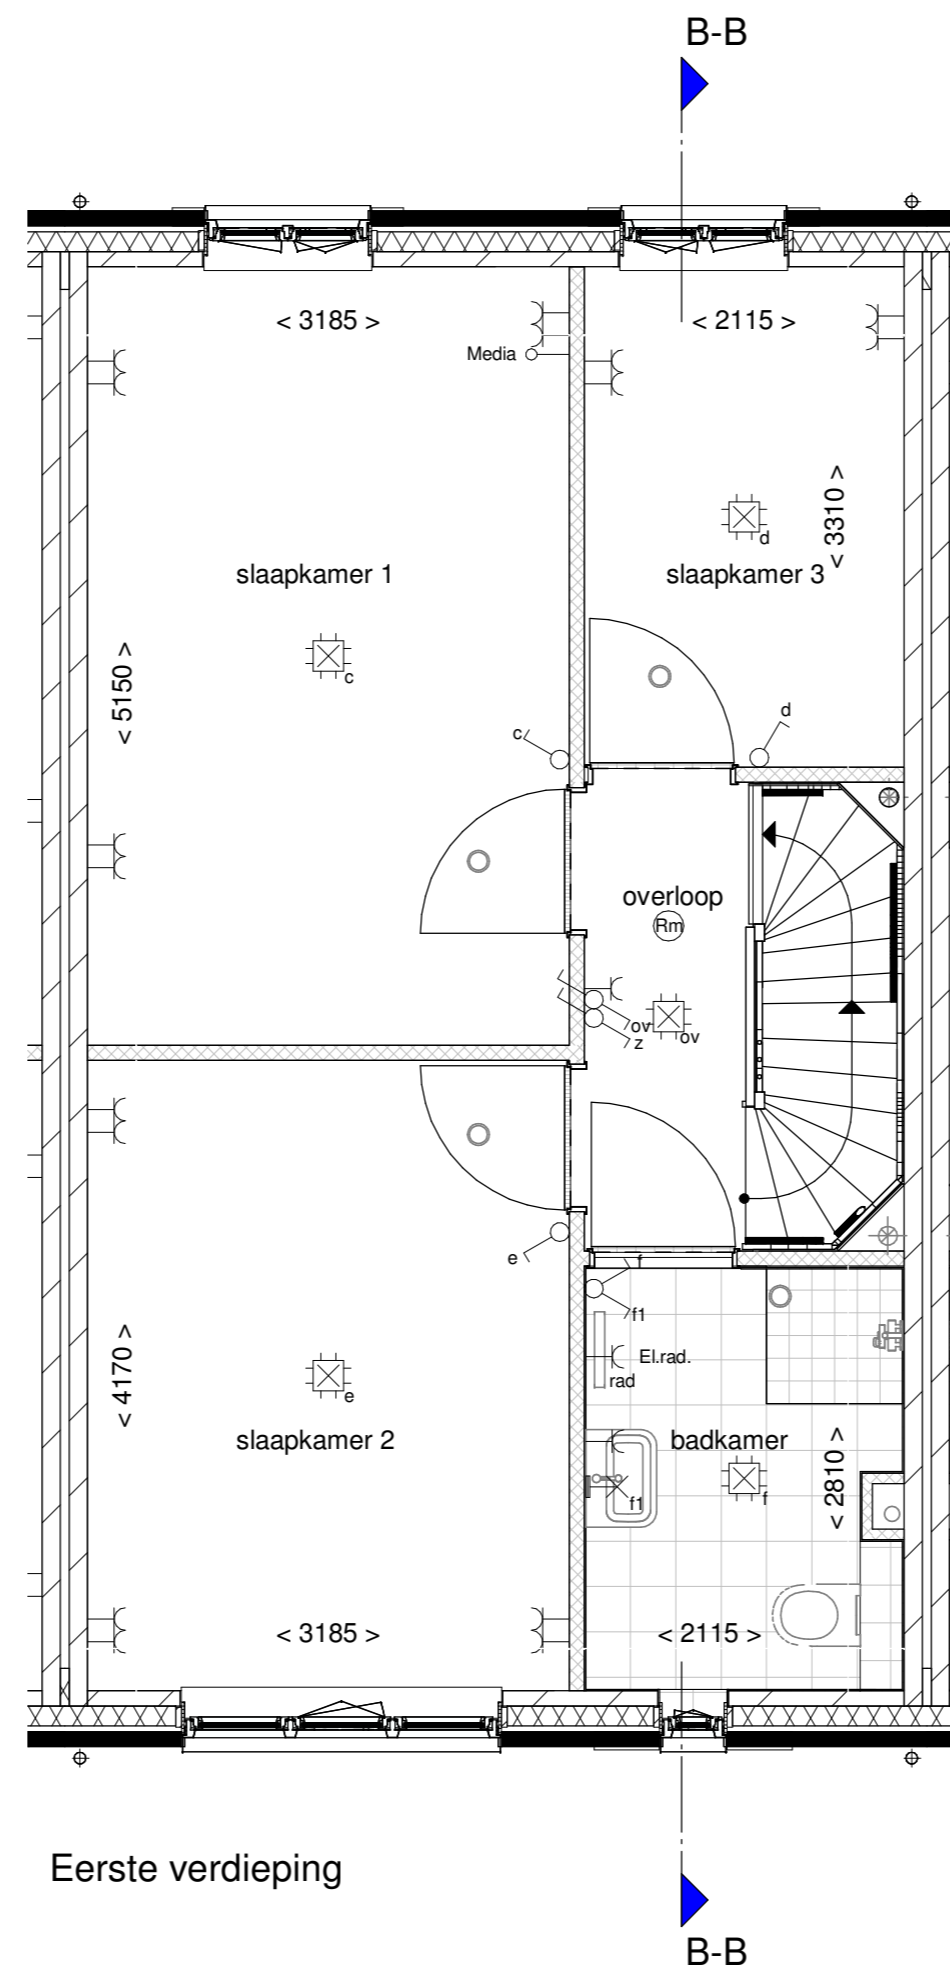 B-B
< 3185 >
< 2115 >
Media
< 3310 >
d
slaapkamer 1
slaapkamer 3
c
< 5150 >
d
c
overloop
Rm
ov
ov
z
e
f
f1
El.rad.
rad
< 4170 >
e
slaapkamer 2
badkamer
< 2810 >
f
f1
< 3185 >
< 2115 >
Eerste verdieping
B-B